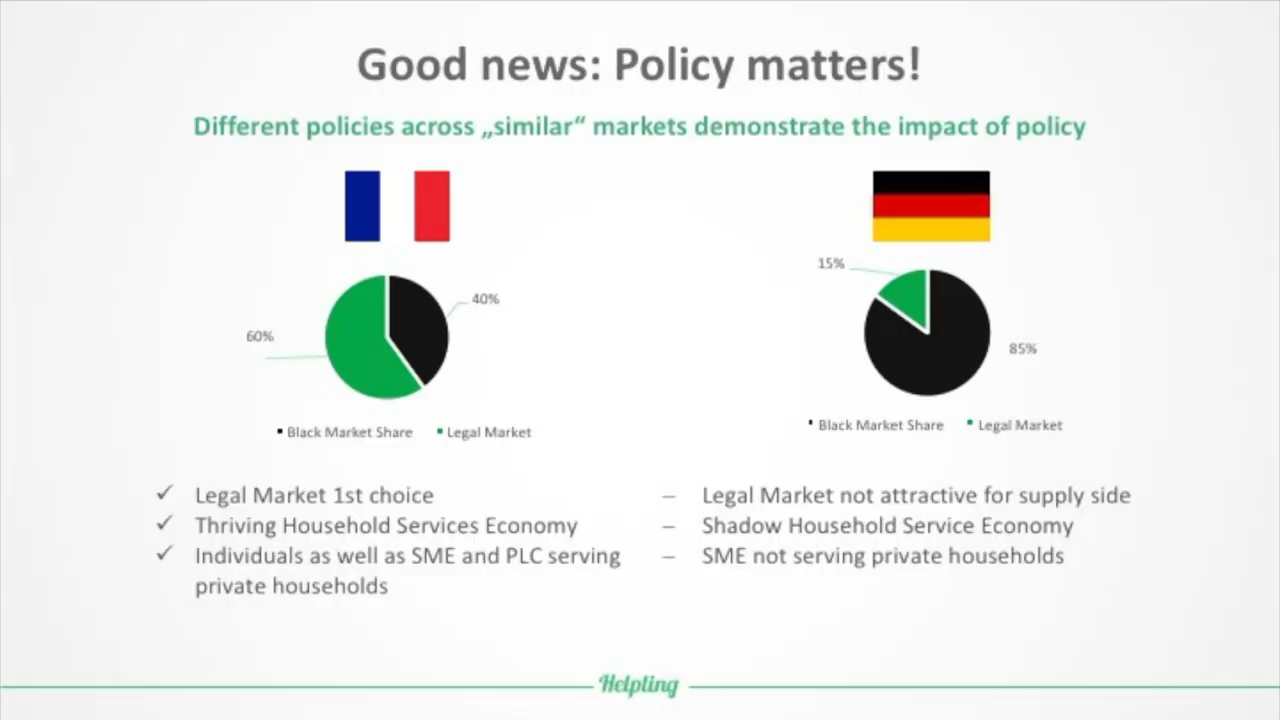 Good news: Policy matters!
Different policies across „similar“ markets demonstrate the impact of policy
40%
60%
Black Market Share Legal Market
15%
85%
Black Market Share Legal Market
✓ Legal Market 1st choice
✓ Thriving Household Services Economy
✓ Individuals as well as SME and PLC serving
private households
– Legal Market not attractive for supply side
– Shadow Household Service Economy
– SME not serving private households
Helpling